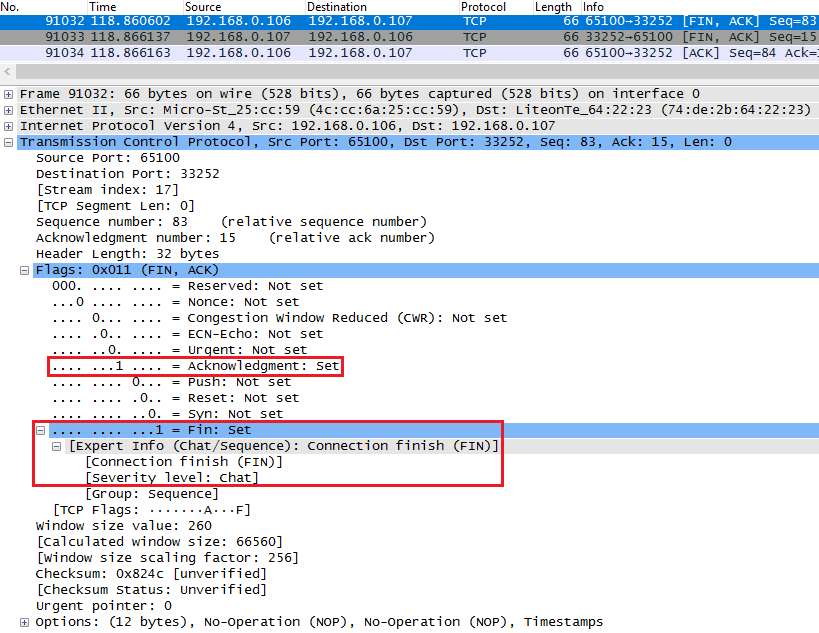 No. Time Source Destination Protocol Length Info
91032 118.860602 192.168.0.106 192.168.0.107 TCP 66 65100→33252 [FIN, ACK] Seq=83
91033 118.866137 192.168.0.107 192.168.0.106 TCP 66 33252→65100 [FIN, ACK] Seq=15
91034 118.866163 192.168.0.106 192.168.0.107 TCP 66 65100→33252 [ACK] Seq=84 Ack=
Frame 91032: 66 bytes on wire (528 bits), 66 bytes captured (528 bits) on interface 0
Ethernet II, Src: Micro-St_25:cc:59 (4c:cc:6a:25:cc:59), Dst: LiteonTe_64:22:23 (74:de:2b:64:22:23)
Internet Protocol Version 4, Src: 192.168.0.106, Dst: 192.168.0.107
Transmission Control Protocol, Src Port: 65100, Dst Port: 33252, Seq: 83, Ack: 15, Len: 0
Source Port: 65100
Destination Port: 33252
[Stream index: 17]
[TCP Segment Len: 0]
Sequence number: 83 (relative sequence number)
Acknowledgment number: 15 (relative ack number)
Header Length: 32 bytes
Flags: 0x011 (FIN, ACK)
000. .... .... = Reserved: Not set
...0 .... .... = Nonce: Not set
.... 0... .... = Congestion Window Reduced (CWR): Not set
.... .0.. .... = ECN-Echo: Not set
.... ..0. .... = Urgent: Not set
.... ...1 .... = Acknowledgment: Set
.... .... 0... = Push: Not set
.... .... .0.. = Reset: Not set
.... .... ..0. = Syn: Not set
.... .... ...1 = Fin: Set
[Expert Info (Chat/Sequence): Connection finish (FIN)]
[Connection finish (FIN)]
[Severity level: Chat]
[Group: Sequence]
[TCP Flags: ·······A···F]
Window size value: 260
[Calculated window size: 66560]
[Window size scaling factor: 256]
Checksum: 0x824c [unverified]
[Checksum Status: Unverified]
Urgent pointer: 0
Options: (12 bytes), No-Operation (NOP), No-Operation (NOP), Timestamps